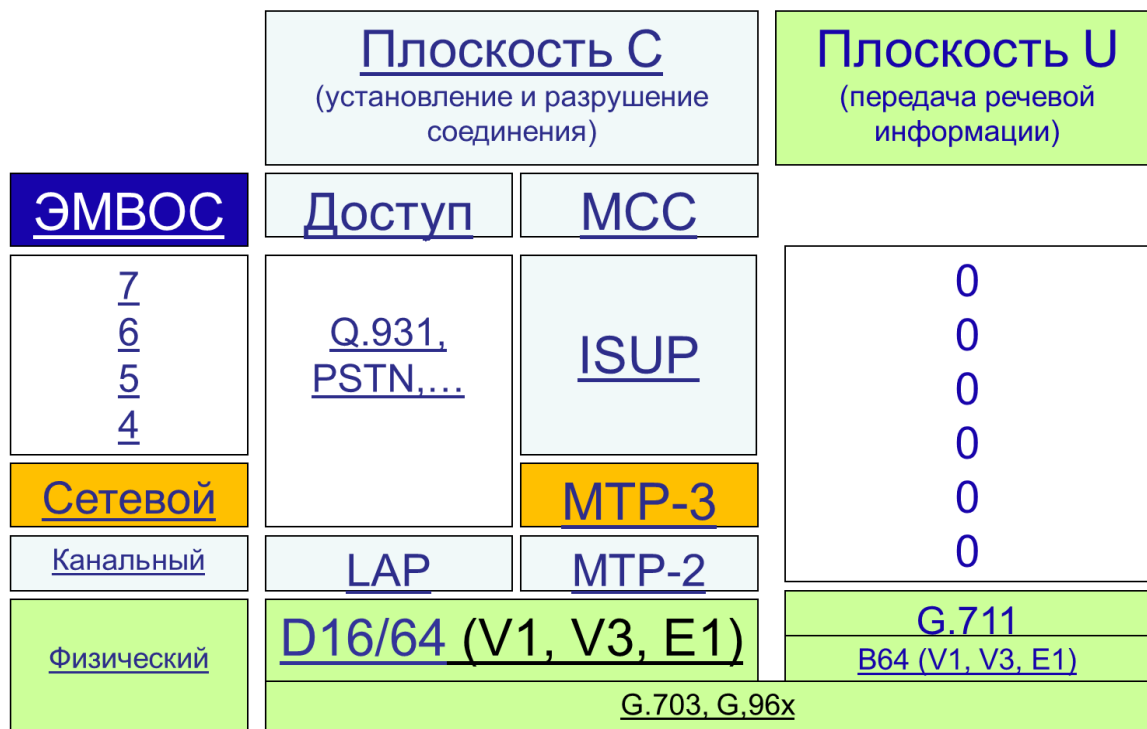 Плоскость C
(установление и разрушение
соединения)
Плоскость U
(передача речевой
информации)
ЭМВОС
Доступ
МСС
7
6
5
4
Q.931,
PSTN,...
ISUP
0
0
0
0
0
0
Сетевой
MTP-3
Канальный
LAP
MTP-2
Физический
D16/64 (V1, V3, E1)
G.711
B64 (V1, V3, E1)
G.703, G,96x